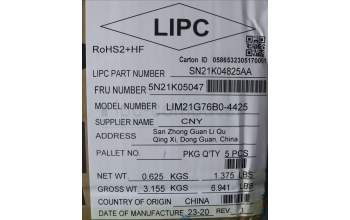 LIPC
RoHS2+HF
Carton ID 0586532305170051
LIPC PART NUMBER SN21K04825AA
FRU NUMBER 5N21K05047
MODEL NUMBER LIM21G76B0-4425
SUPPLIER NAME CNY
ADDRESS San Zhong Guan Li Qu
Qing Xi, Dong Guan, China
PALLET NO. PKG Q'TY 5 PCS
NET WT 0.625 KGS 1.375 LBS
GROSS WT 3.155 KGS 6.941 LBS
COUNTRY OF ORIGIN CHINA
DATE OF MANUFACTURE 23-20 REV 1